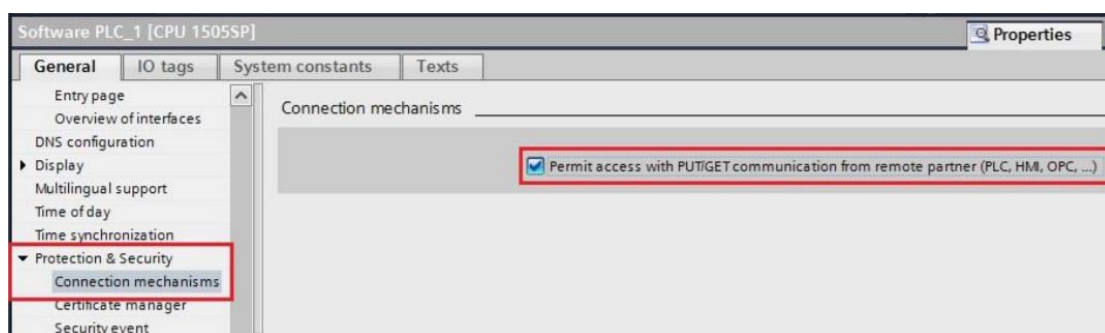 Software PLC_1 [CPU 1505SP]
Properties
General
IO tags
System constants
Texts
Entry page
Overview of interfaces
DNS configuration
Display
Multilingual support
Time of day
Time synchronization
Protection & Security
Connection mechanisms
Certificate manager
Security event
Connection mechanisms
Permit access with PUT/GET communication from remote partner (PLC, HMI, OPC, ...)